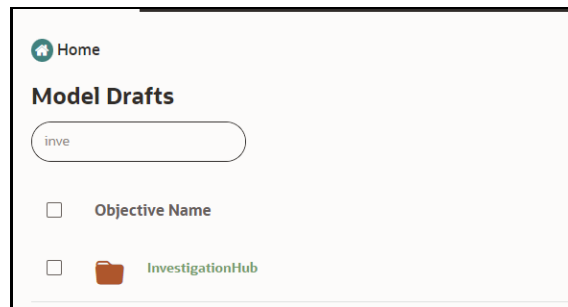 Home
Model Drafts
inve
Objective Name
InvestigationHub